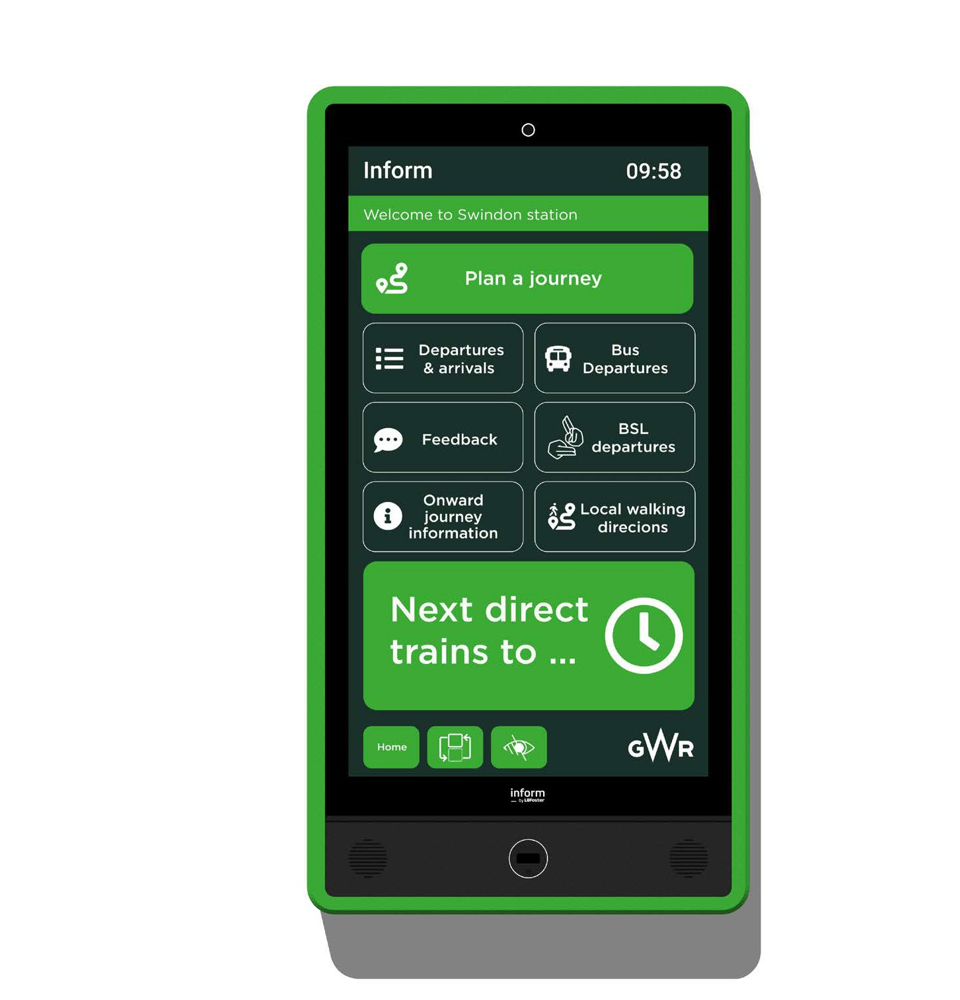 Inform
09:58
Welcome to Swindon station
Plan a journey
Departures
& arrivals
Bus
Departures
Feedback
BSL
departures
Onward
journey
information
Local walking
direcions
Next direct
trains to ...
Home
GWR
inform
by LBFoster